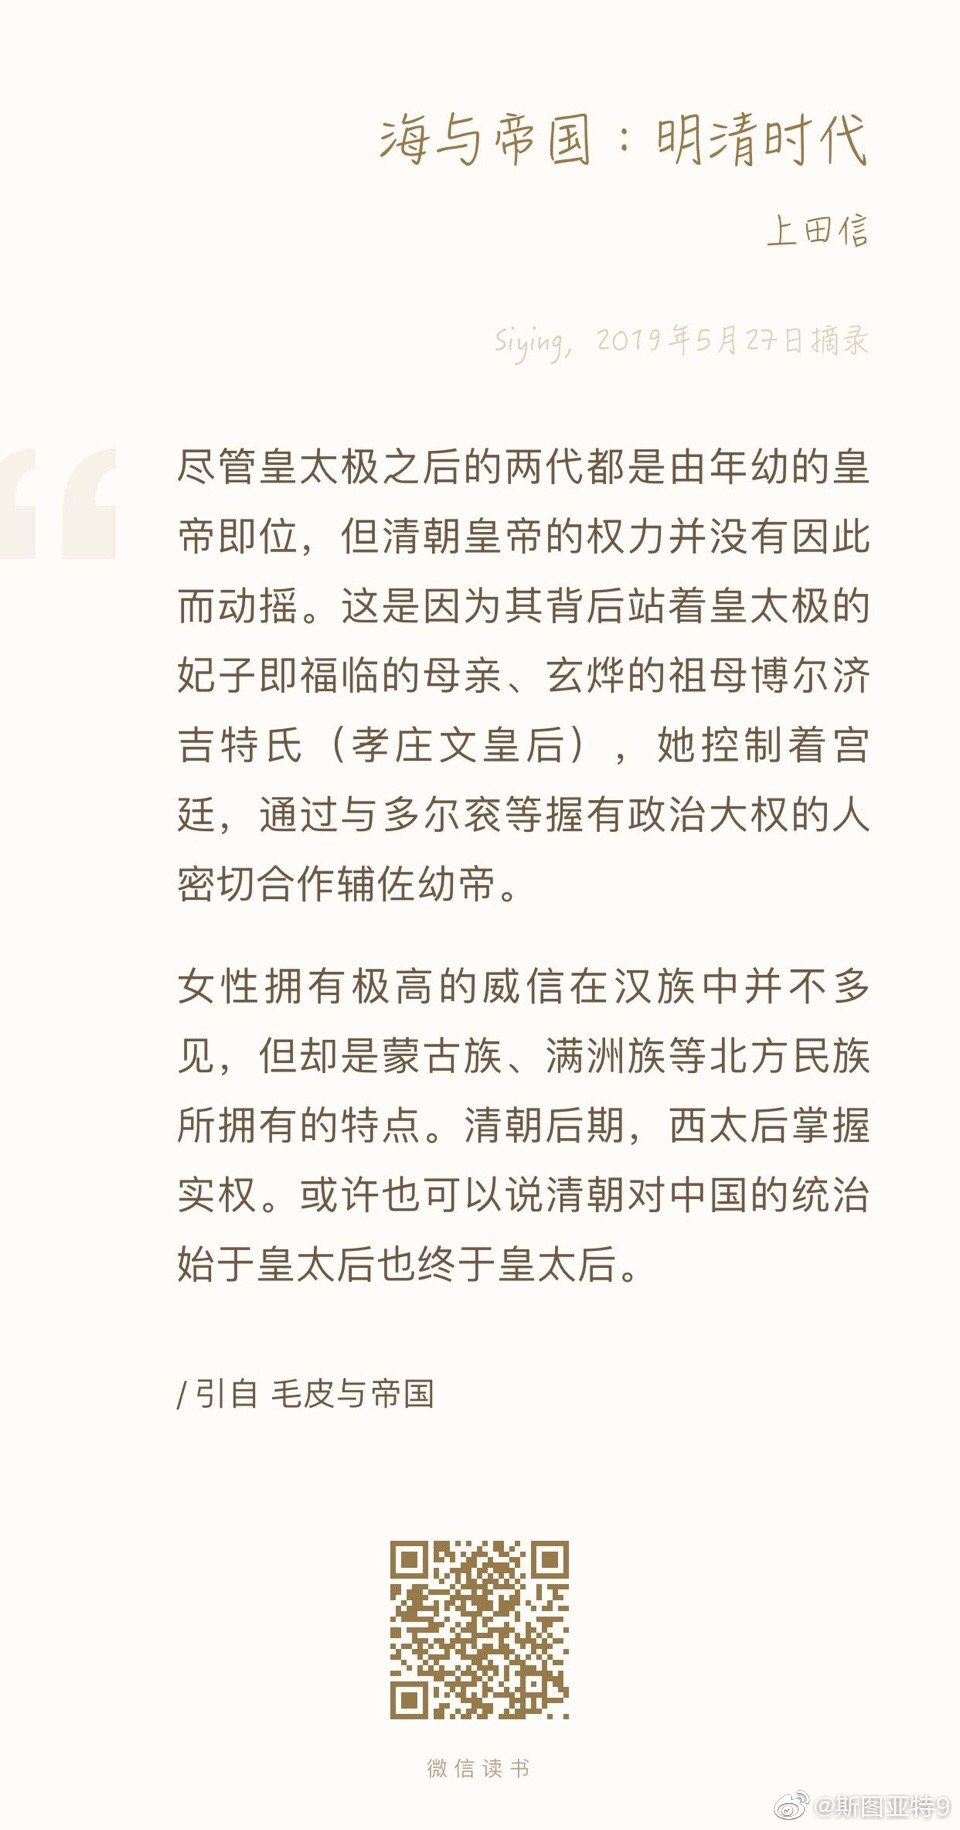 海与帝国：明清时代
上田信
Siying, 2019年5月27日摘录
尽管皇太极之后的两代都是由年幼的皇
帝即位，但清朝皇帝的权力并没有因此
而动摇。这是因为其背后站着皇太极的
妃子即福临的母亲、玄烨的祖母博尔济
吉特氏（孝庄文皇后），她控制着宫
廷，通过与多尔衮等握有政治大权的人
密切合作辅佐幼帝。
女性拥有极高的威信在汉族中并不多
见，但却是蒙古族、满洲族等北方民族
所拥有的特点。清朝后期，西太后掌握
实权。或许也可以说清朝对中国的统治
始于皇太后也终于皇太后。
/ 引自 毛皮与帝国
微信读书
@斯图亚特9